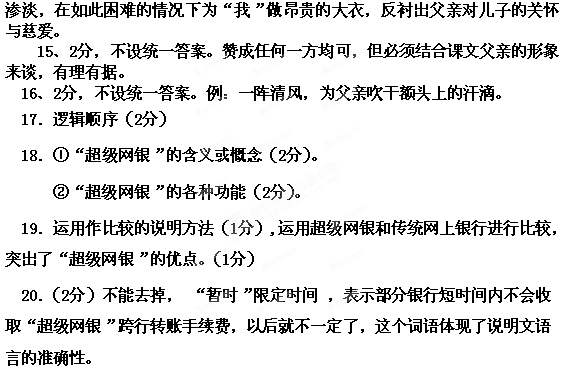 渗淡，在如此困难的情况下为“我”做昂贵的大衣，反衬出父亲对儿子的关怀
与慈爱。
15、2分，不设统一答案。赞成任何一方均可，但必须结合课文父亲的形象
来谈，有理有据。
16、2分，不设统一答案。例：一阵清风，为父亲吹干额头上的汗滴。
17．逻辑顺序（2分）
18．①“超级网银”的含义或概念（2分）。
②“超级网银”的各种功能（2分）。
19．运用作比较的说明方法（1分）,运用超级网银和传统网上银行进行比较，
突出了“超级网银”的优点。(1分)
20．（2分）不能去掉， “暂时”限定时间 ，表示部分银行短时间内不会收
取“超级网银”跨行转账手续费，以后就不一定了，这个词语体现了说明文语
言的准确性。